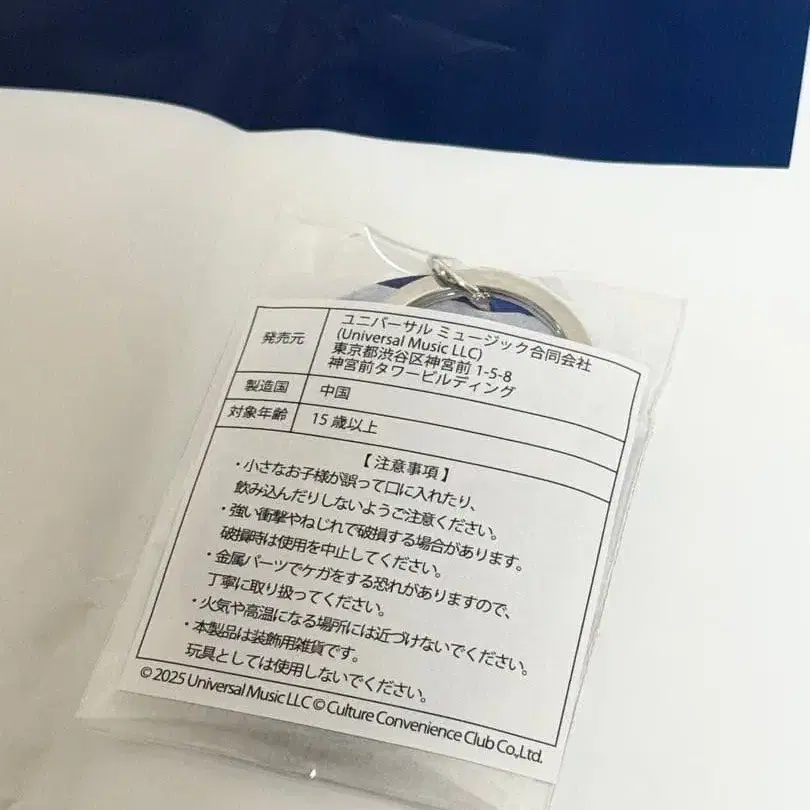 発売元
ユニバーサル ミュージック合同会社
(Universal Music LLC)
東京都渋谷区神宮前 1-5-8
神宮前タワービルディング
製造国
中国
対象年齢
15 歳以上
【 注意事項 】
・小さなお子様が誤って口に入れたり、
飲み込んだりしないようご注意ください。
・強い衝撃やねじれで破損する場合があります。
破損時は使用を中止してください。
・金属パーツでケガをする恐れがありますので、
丁寧に取り扱ってください。
・火気や高温になる場所には近づけないでください。
・本製品は装飾用雑貨です。
玩具としては使用しないでください。
© 2025 Universal Music LLC © Culture Convenience Club Co.,Ltd.